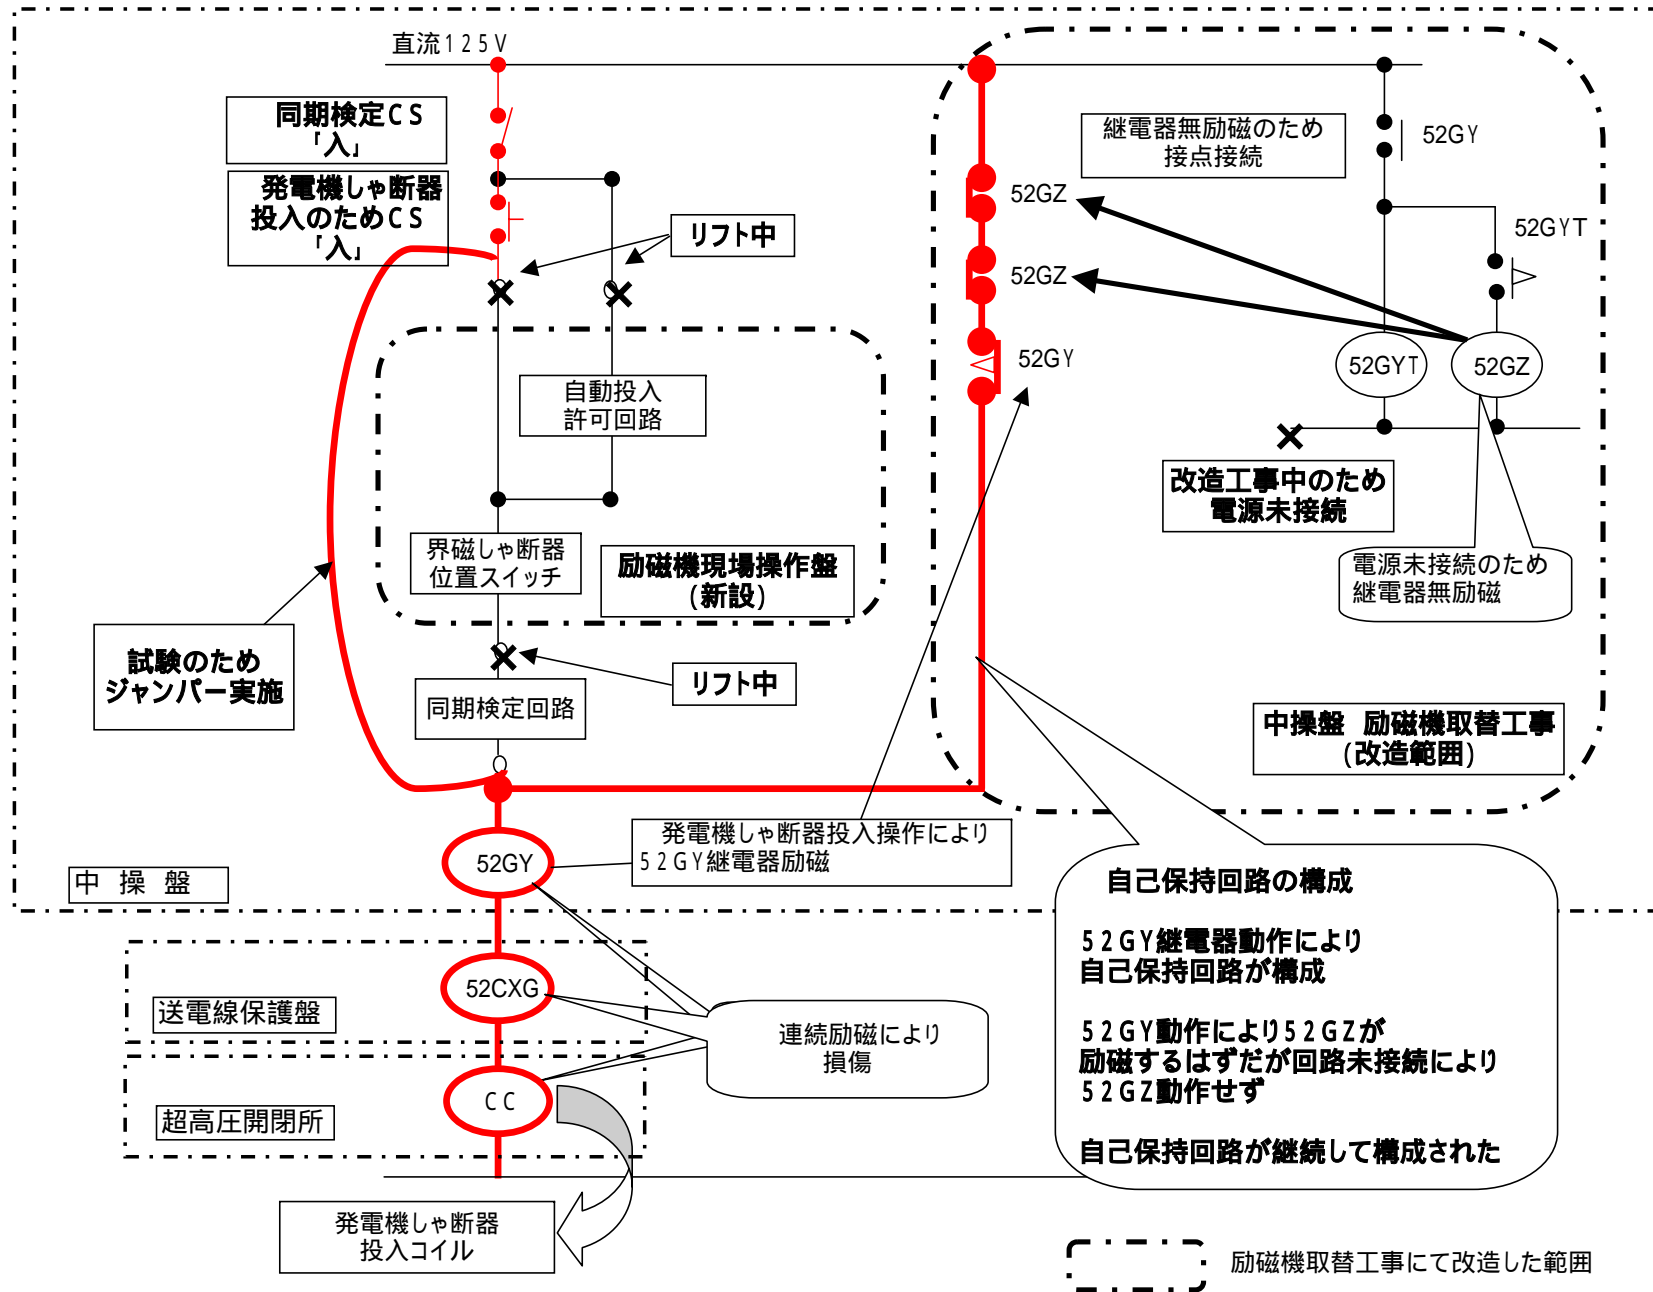 直流125V
同期検定CS
「入」
発電機しゃ断器
投入のためCS
「入」
リフト中
継電器無励磁のため
接点接続
52GY
52GZ
52GYT
52GZ
52GY
52GYT
52GZ
自動投入
許可回路
改造工事中のため
電源未接続
界磁しゃ断器
位置スイッチ
励磁機現場操作盤
(新設)
電源未接続のため
継電器無励磁
試験のため
ジャンパー実施
リフト中
同期検定回路
中操盤 励磁機取替工事
(改造範囲)
発電機しゃ断器投入操作により
52GY継電器励磁
52GY
中 操 盤
自己保持回路の構成
52GY継電器動作により
自己保持回路が構成
52GY動作により52GZが
励磁するはずだが回路未接続により
52GZ動作せず
自己保持回路が継続して構成された
52CXG
送電線保護盤
連続励磁により
損傷
CC
超高圧開閉所
発電機しゃ断器
投入コイル
励磁機取替工事にて改造した範囲